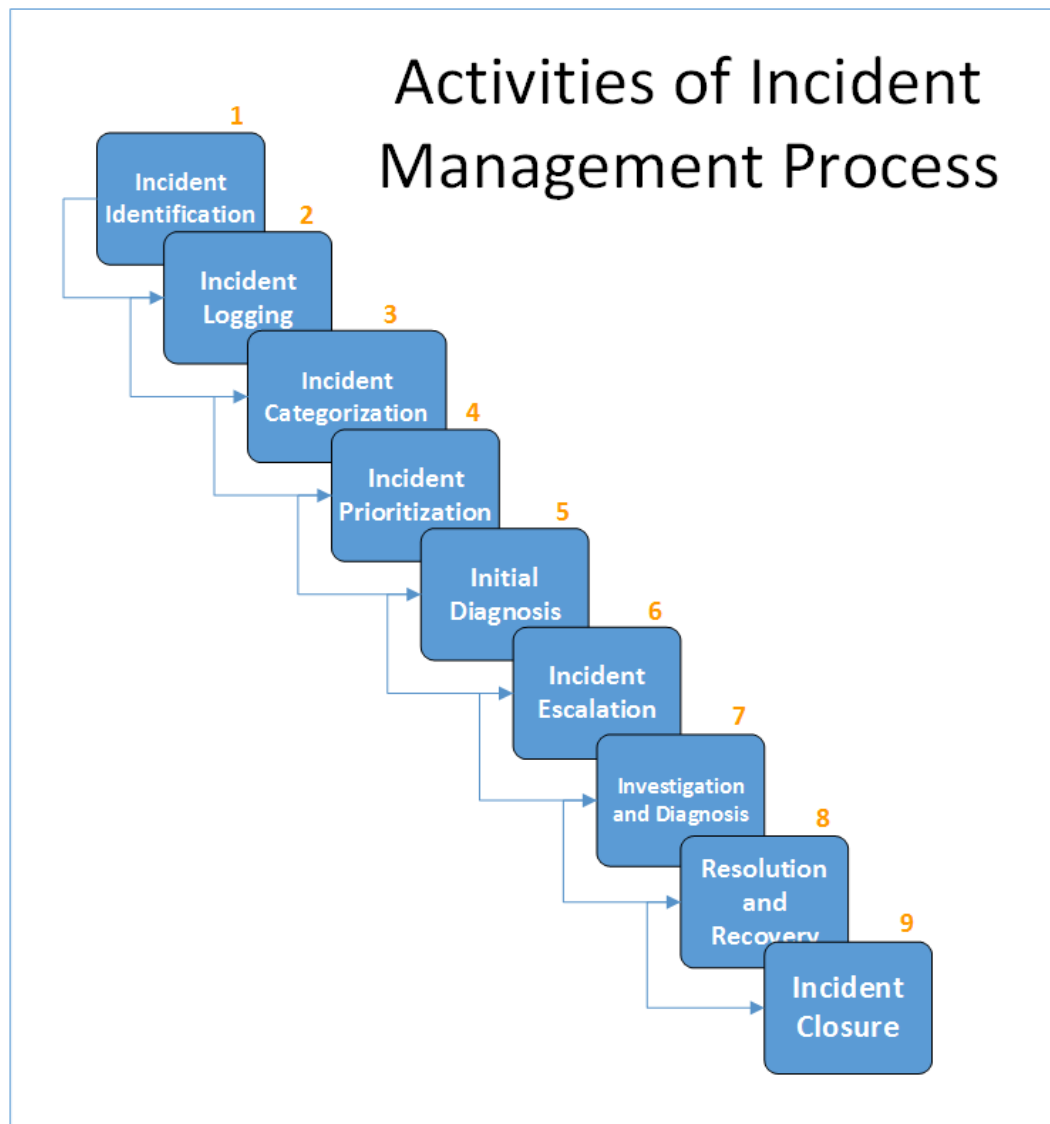 Activities of Incident
Management Process
1
Incident
Identification
2
Incident
Logging
3
Incident
Categorization
4
Incident
Prioritization
5
Initial
Diagnosis
6
Incident
Escalation
7
Investigation
and Diagnosis
8
Resolution
and
Recovery
9
Incident
Closure